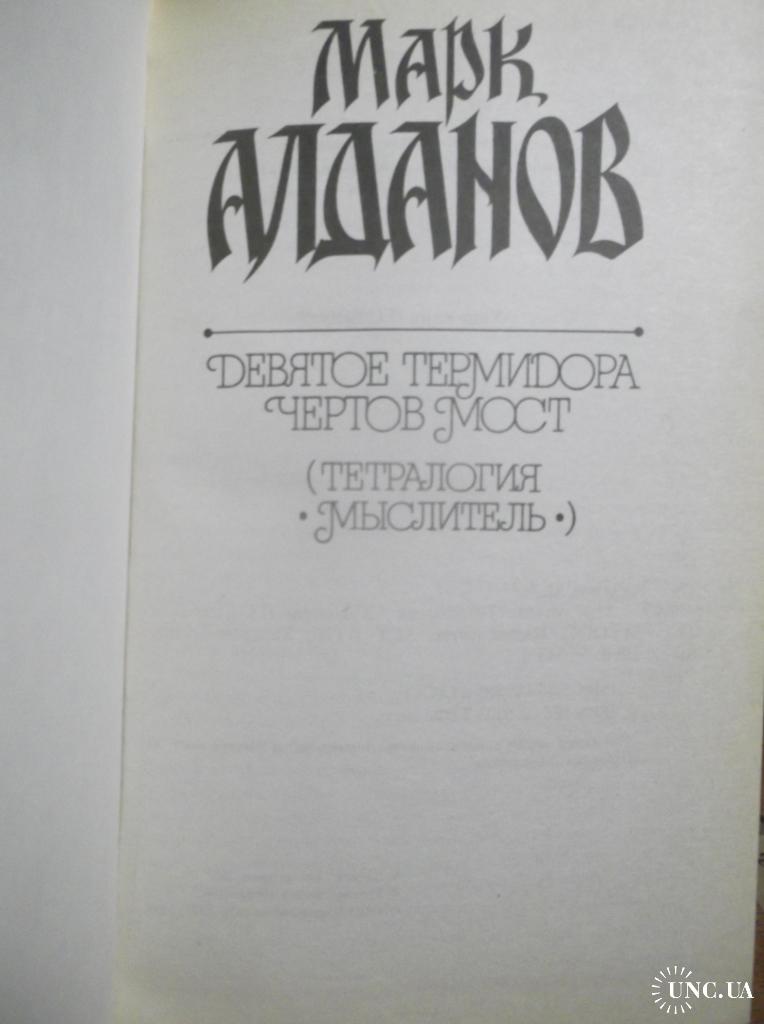 Марк
АЛДАНОВ
ДЕВЯТОЕ ТЕРМИДОРА
ЧЕРТОВ МОСТ
(ТЕТРАЛОГИЯ
•МЫСЛИТЕЛЬ•)
UNC.UA